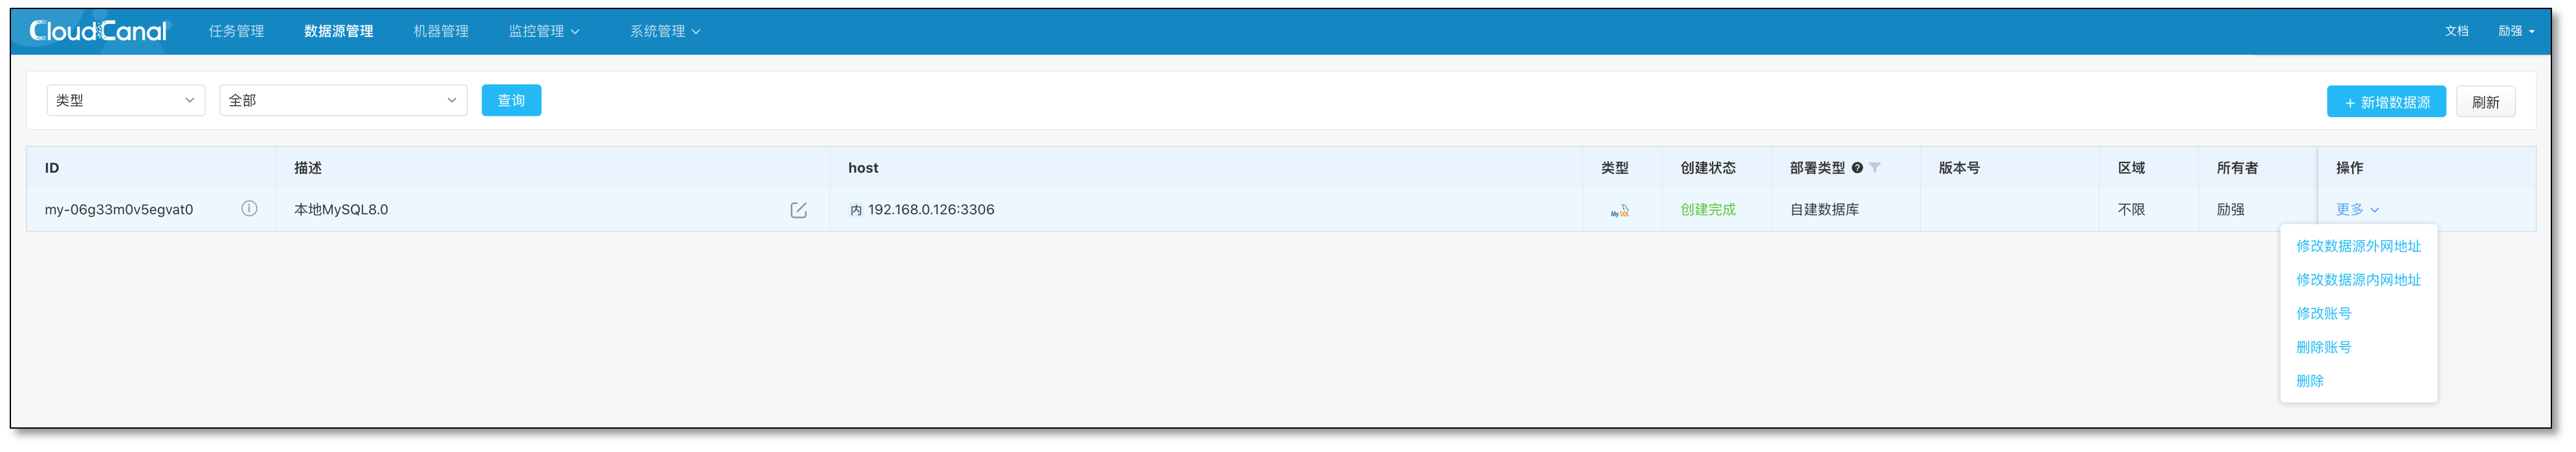 CloudCanal 任务管理 数据源管理 机器管理 监控管理 系统管理 文档 励强
类型 全部 查询 + 新增数据源 刷新
ID 描述 host 类型 创建状态 部署类型 版本号 区域 所有者 操作
my-06g33m0v5egvat0 本地MySQL8.0 内 192.168.0.126:3306 MySQL 创建完成 自建数据库 不限 励强 更多
修改数据源外网地址
修改数据源内网地址
修改账号
删除账号
删除